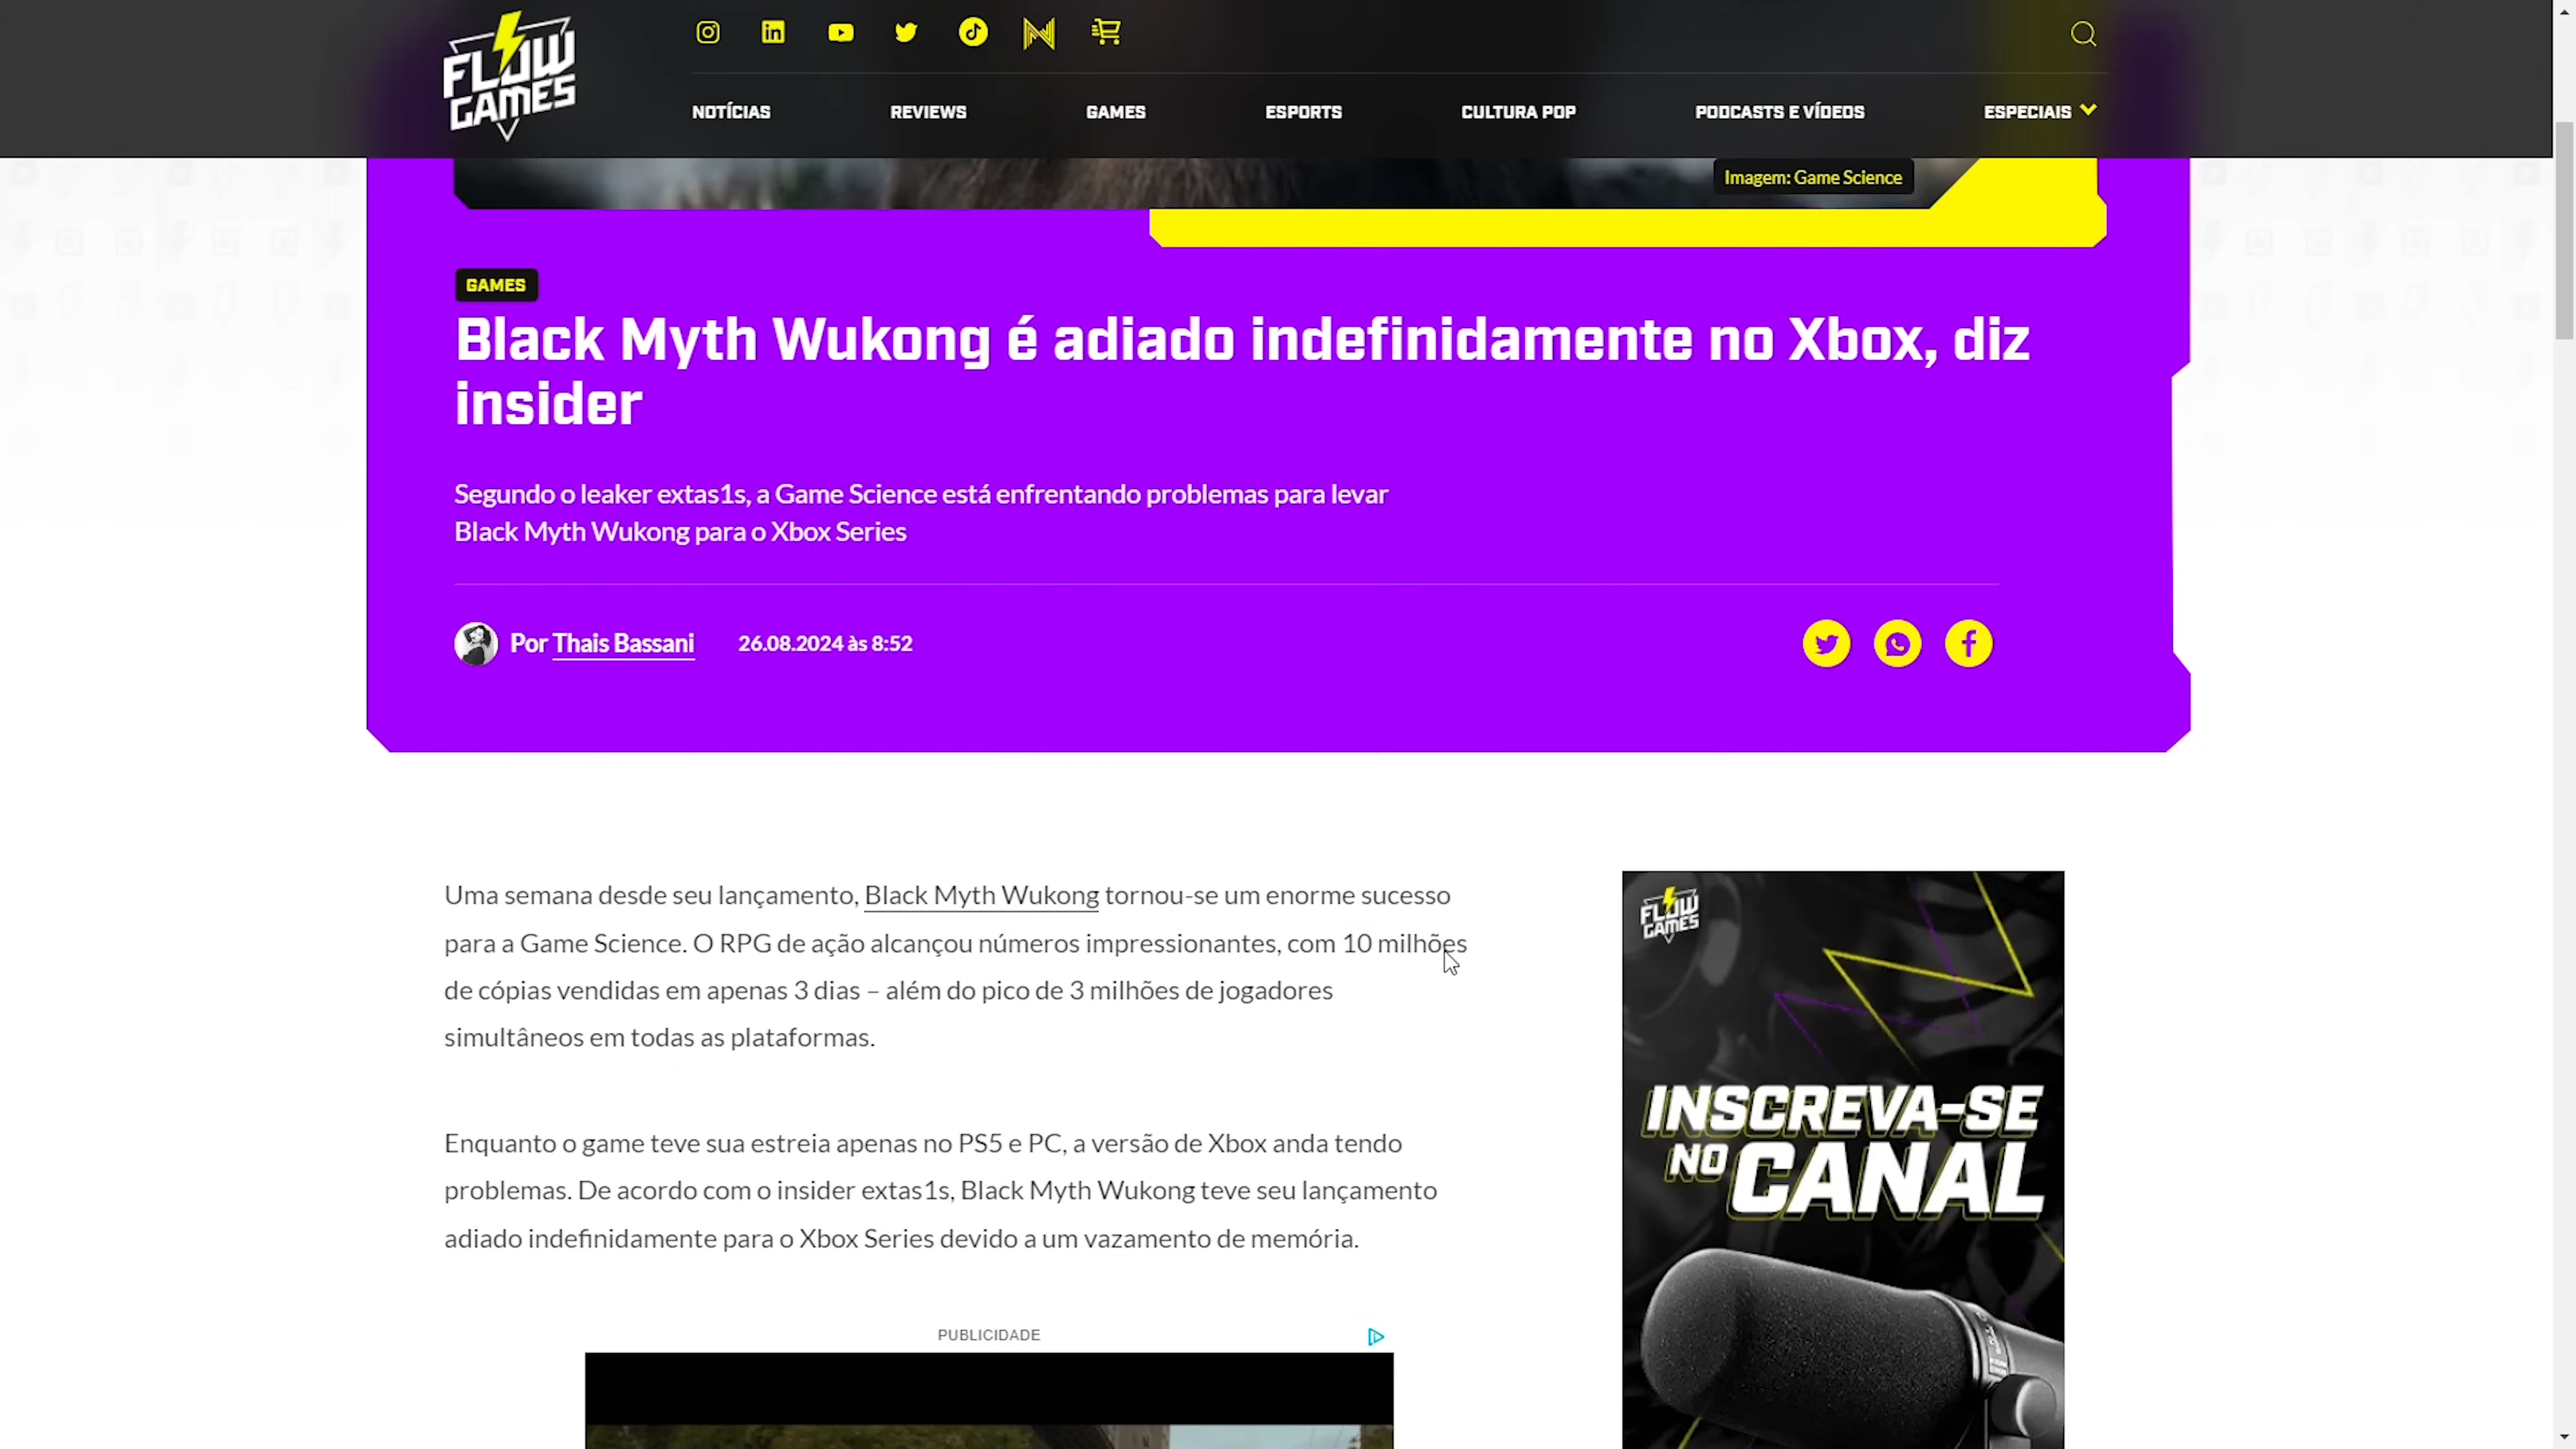 FLOW
GAMES
NOTÍCIAS
REVIEWS
GAMES
ESPORTS
CULTURA POP
PODCASTS E VÍDEOS
ESPECIAIS
Imagem: Game Science
GAMES
Black Myth Wukong é adiado indefinidamente no Xbox, diz
insider
Segundo o leaker extas1s, a Game Science está enfrentando problemas para levar
Black Myth Wukong para o Xbox Series
Por Thais Bassani
26.08.2024 às 8:52
Uma semana desde seu lançamento, Black Myth Wukong tornou-se um enorme sucesso
para a Game Science. O RPG de ação alcançou números impressionantes, com 10 milhões
de cópias vendidas em apenas 3 dias – além do pico de 3 milhões de jogadores
simultâneos em todas as plataformas.
Enquanto o game teve sua estreia apenas no PS5 e PC, a versão de Xbox anda tendo
problemas. De acordo com o insider extas1s, Black Myth Wukong teve seu lançamento
adiado indefinidamente para o Xbox Series devido a um vazamento de memória.
PUBLICIDADE
FLOW
GAMES
INSCREVA-SE
NO CANAL